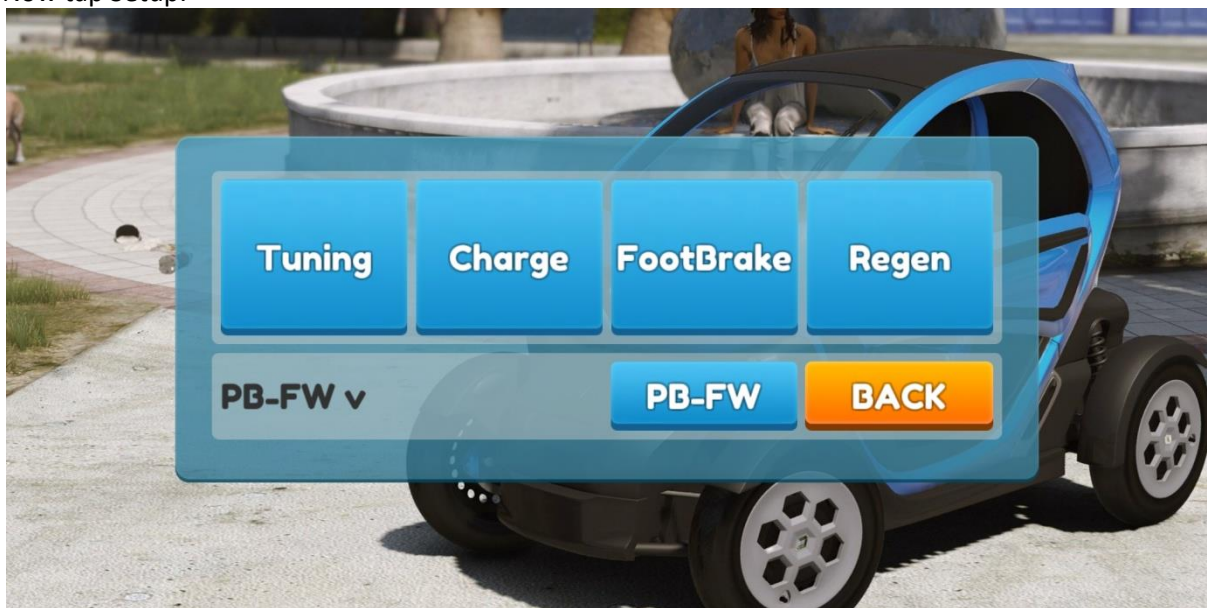 Tuning
Charge
FootBrake
Regen
PB-FW v
PB-FW
BACK